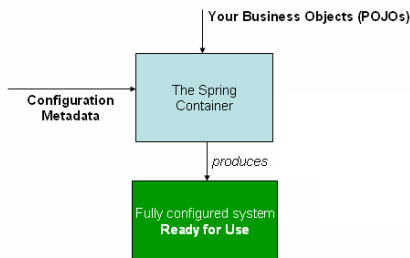 Your Business Objects (POJOs)
Configuration
Metadata
The Spring
Container
produces
Fully configured system
Ready for Use